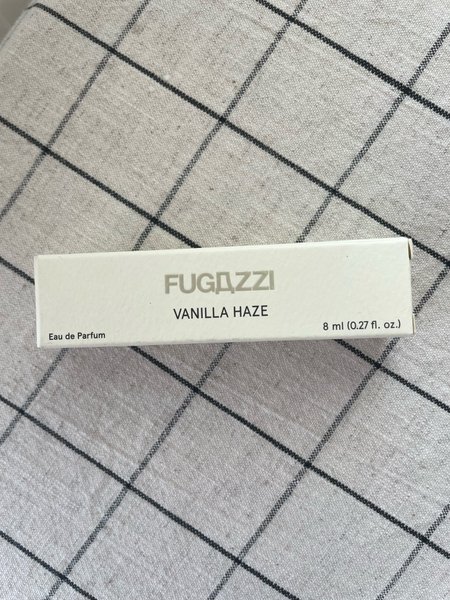 FUGAZZI
VANILLA HAZE
Eau de Parfum
8 ml (0.27 fl. oz.)